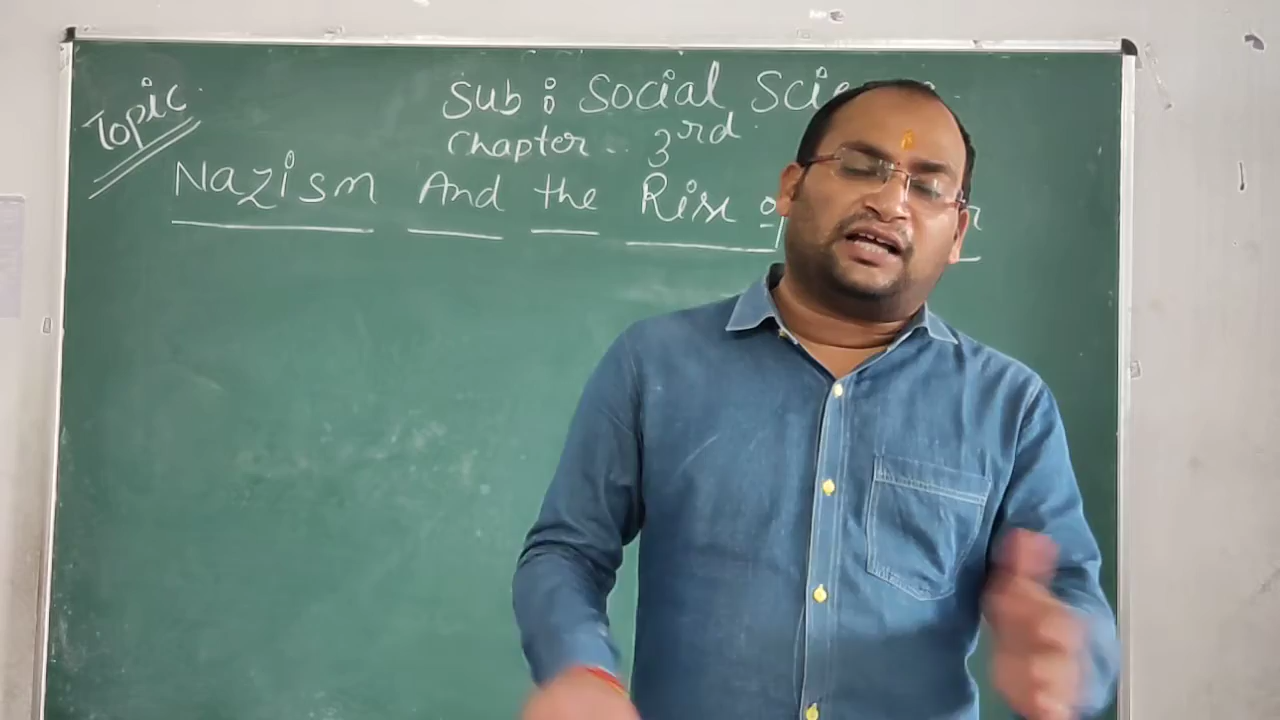 Topic
Sub : Social Scie
Chapter - 3rd
Nazism And the Rise